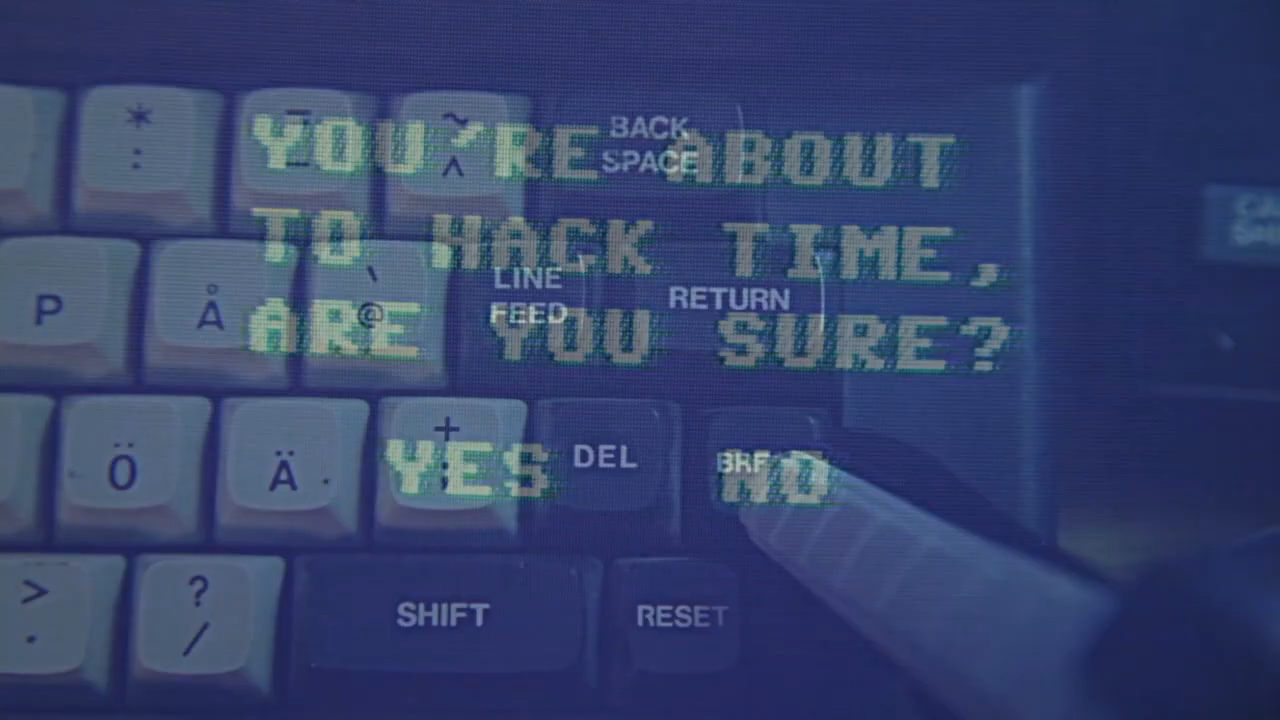 YOU'RE ABOUT
TO HACK TIME,
ARE YOU SURE?
YES NO
* :
~ ^
BACK
SPACE
P Å ` @
LINE
FEED
RETURN
Ö Ä + ;
DEL
> .
? /
SHIFT
RESET